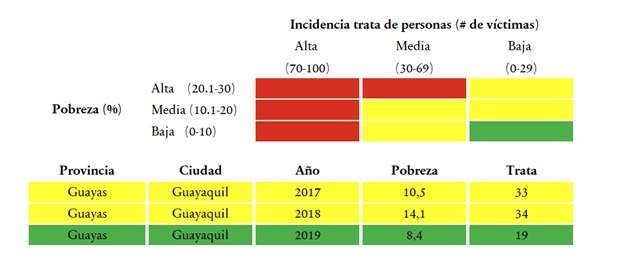 Incidencia trata de personas (# de víctimas)
Alta Media Baja
(70-100) (30-69) (0-29)
Alta (20.1-30)
Pobreza (%) Media (10.1-20)
Baja (0-10)
Provincia Ciudad Año Pobreza Trata
Guayas Guayaquil 2017 10,5 33
Guayas Guayaquil 2018 14,1 34
Guayas Guayaquil 2019 8,4 19